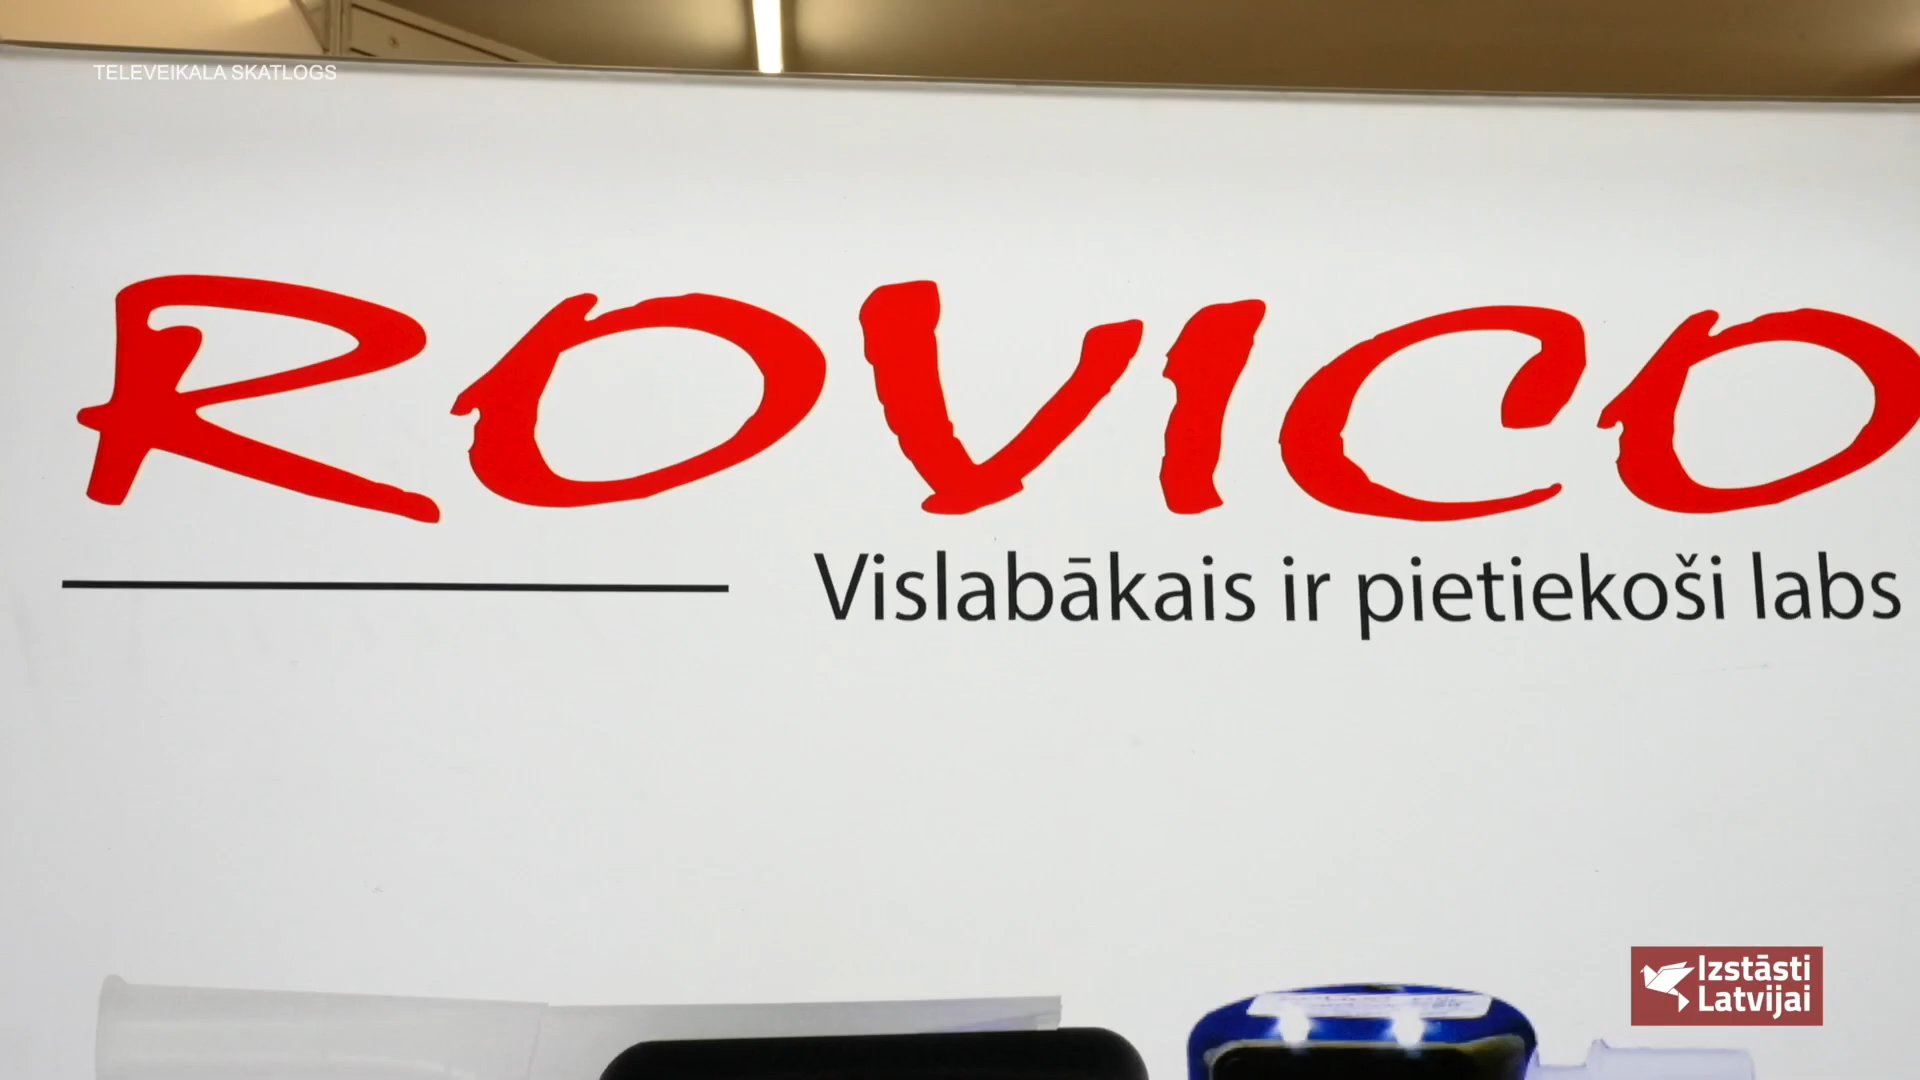 TELEVEIKALA SKATLOGS
ROVICO
Vislabākais ir pietiekoši labs
Izstāsti
Latvijai